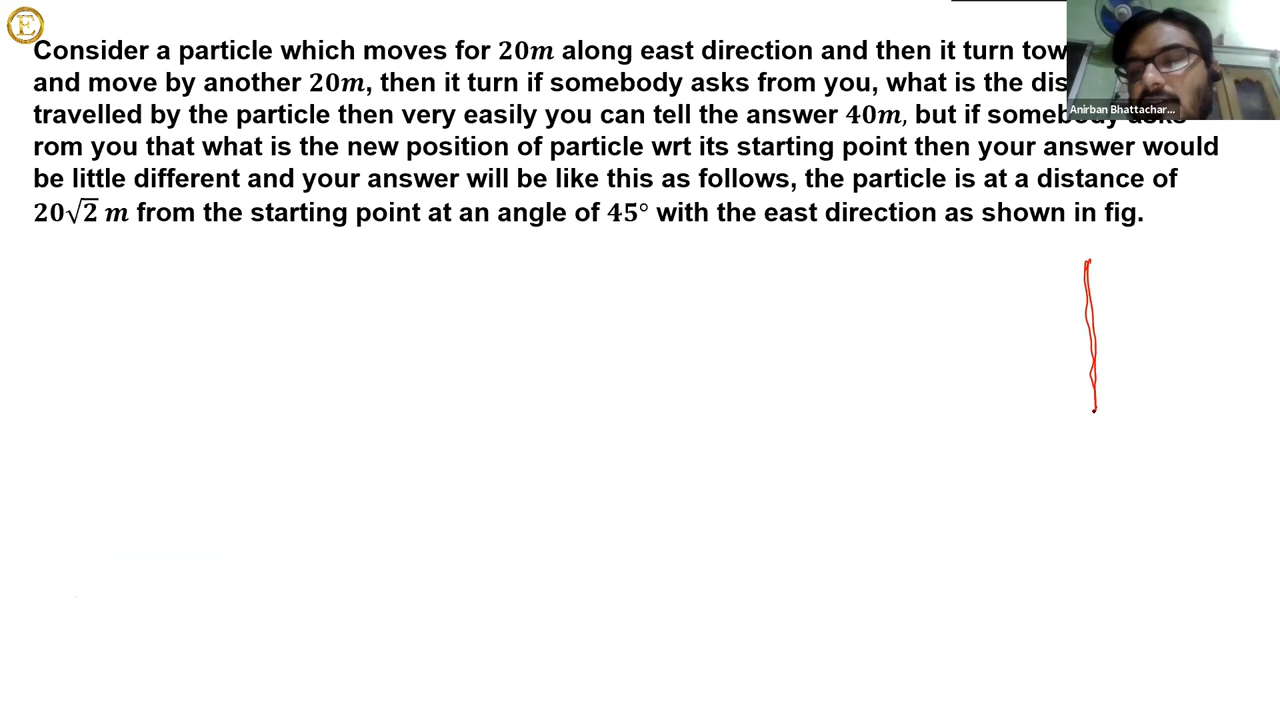 E
Consider a particle which moves for 20m along east direction and then it turn tow
and move by another 20m, then it turn if somebody asks from you, what is the dis
Anirban Bhattachar...
travelled by the particle then very easily you can tell the answer 40m, but if somebody asks
rom you that what is the new position of particle wrt its starting point then your answer would
be little different and your answer will be like this as follows, the particle is at a distance of
20√2 m from the starting point at an angle of 45° with the east direction as shown in fig.